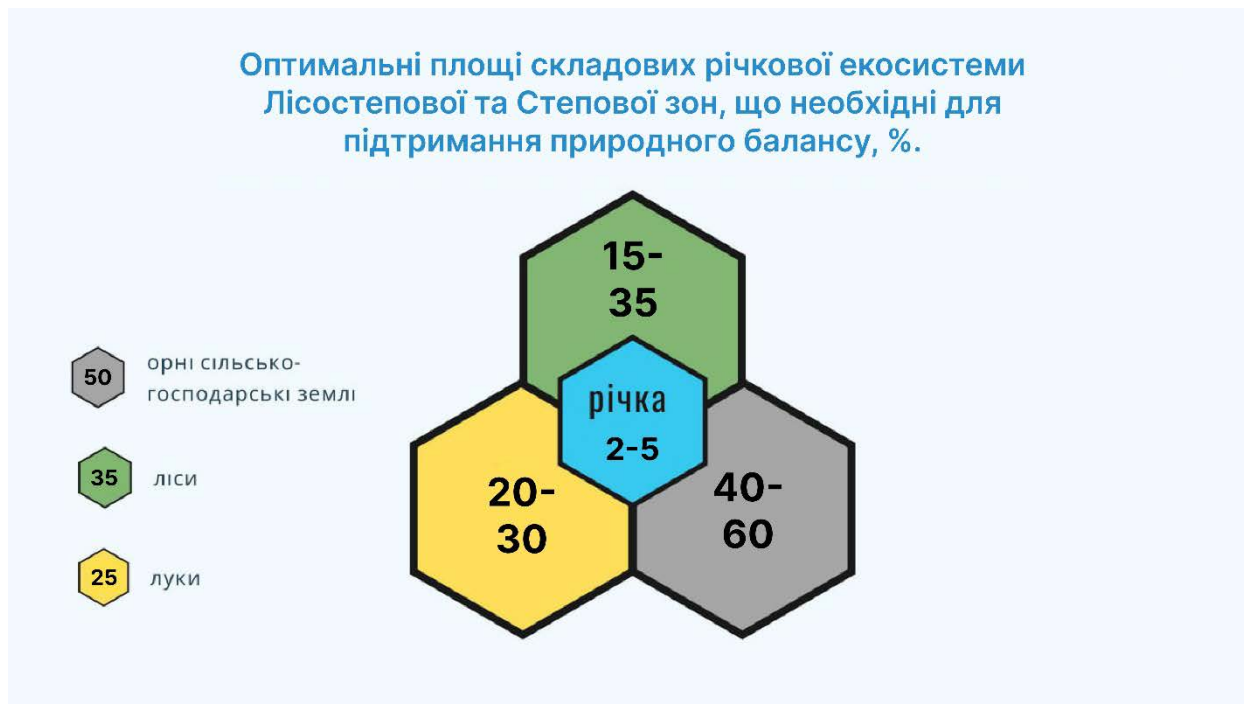 Оптимальні площі складових річкової екосистеми
Лісостепової та Степової зон, що необхідні для
підтримання природного балансу, %.
15-
35
річка
2-5
20-
30
40-
60
50
орні сільсько-
господарські землі
35
ліси
25
луки